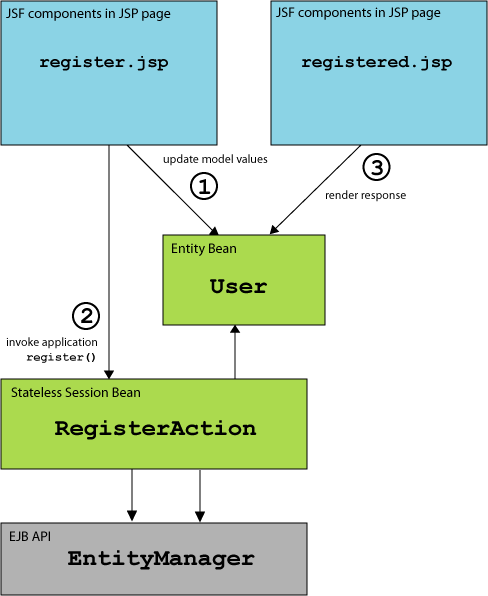 JSF components in JSP page
register.jsp
JSF components in JSP page
registered.jsp
update model values
1
3
render response
Entity Bean
User
2
invoke application
register()
Stateless Session Bean
RegisterAction
EJB API
EntityManager